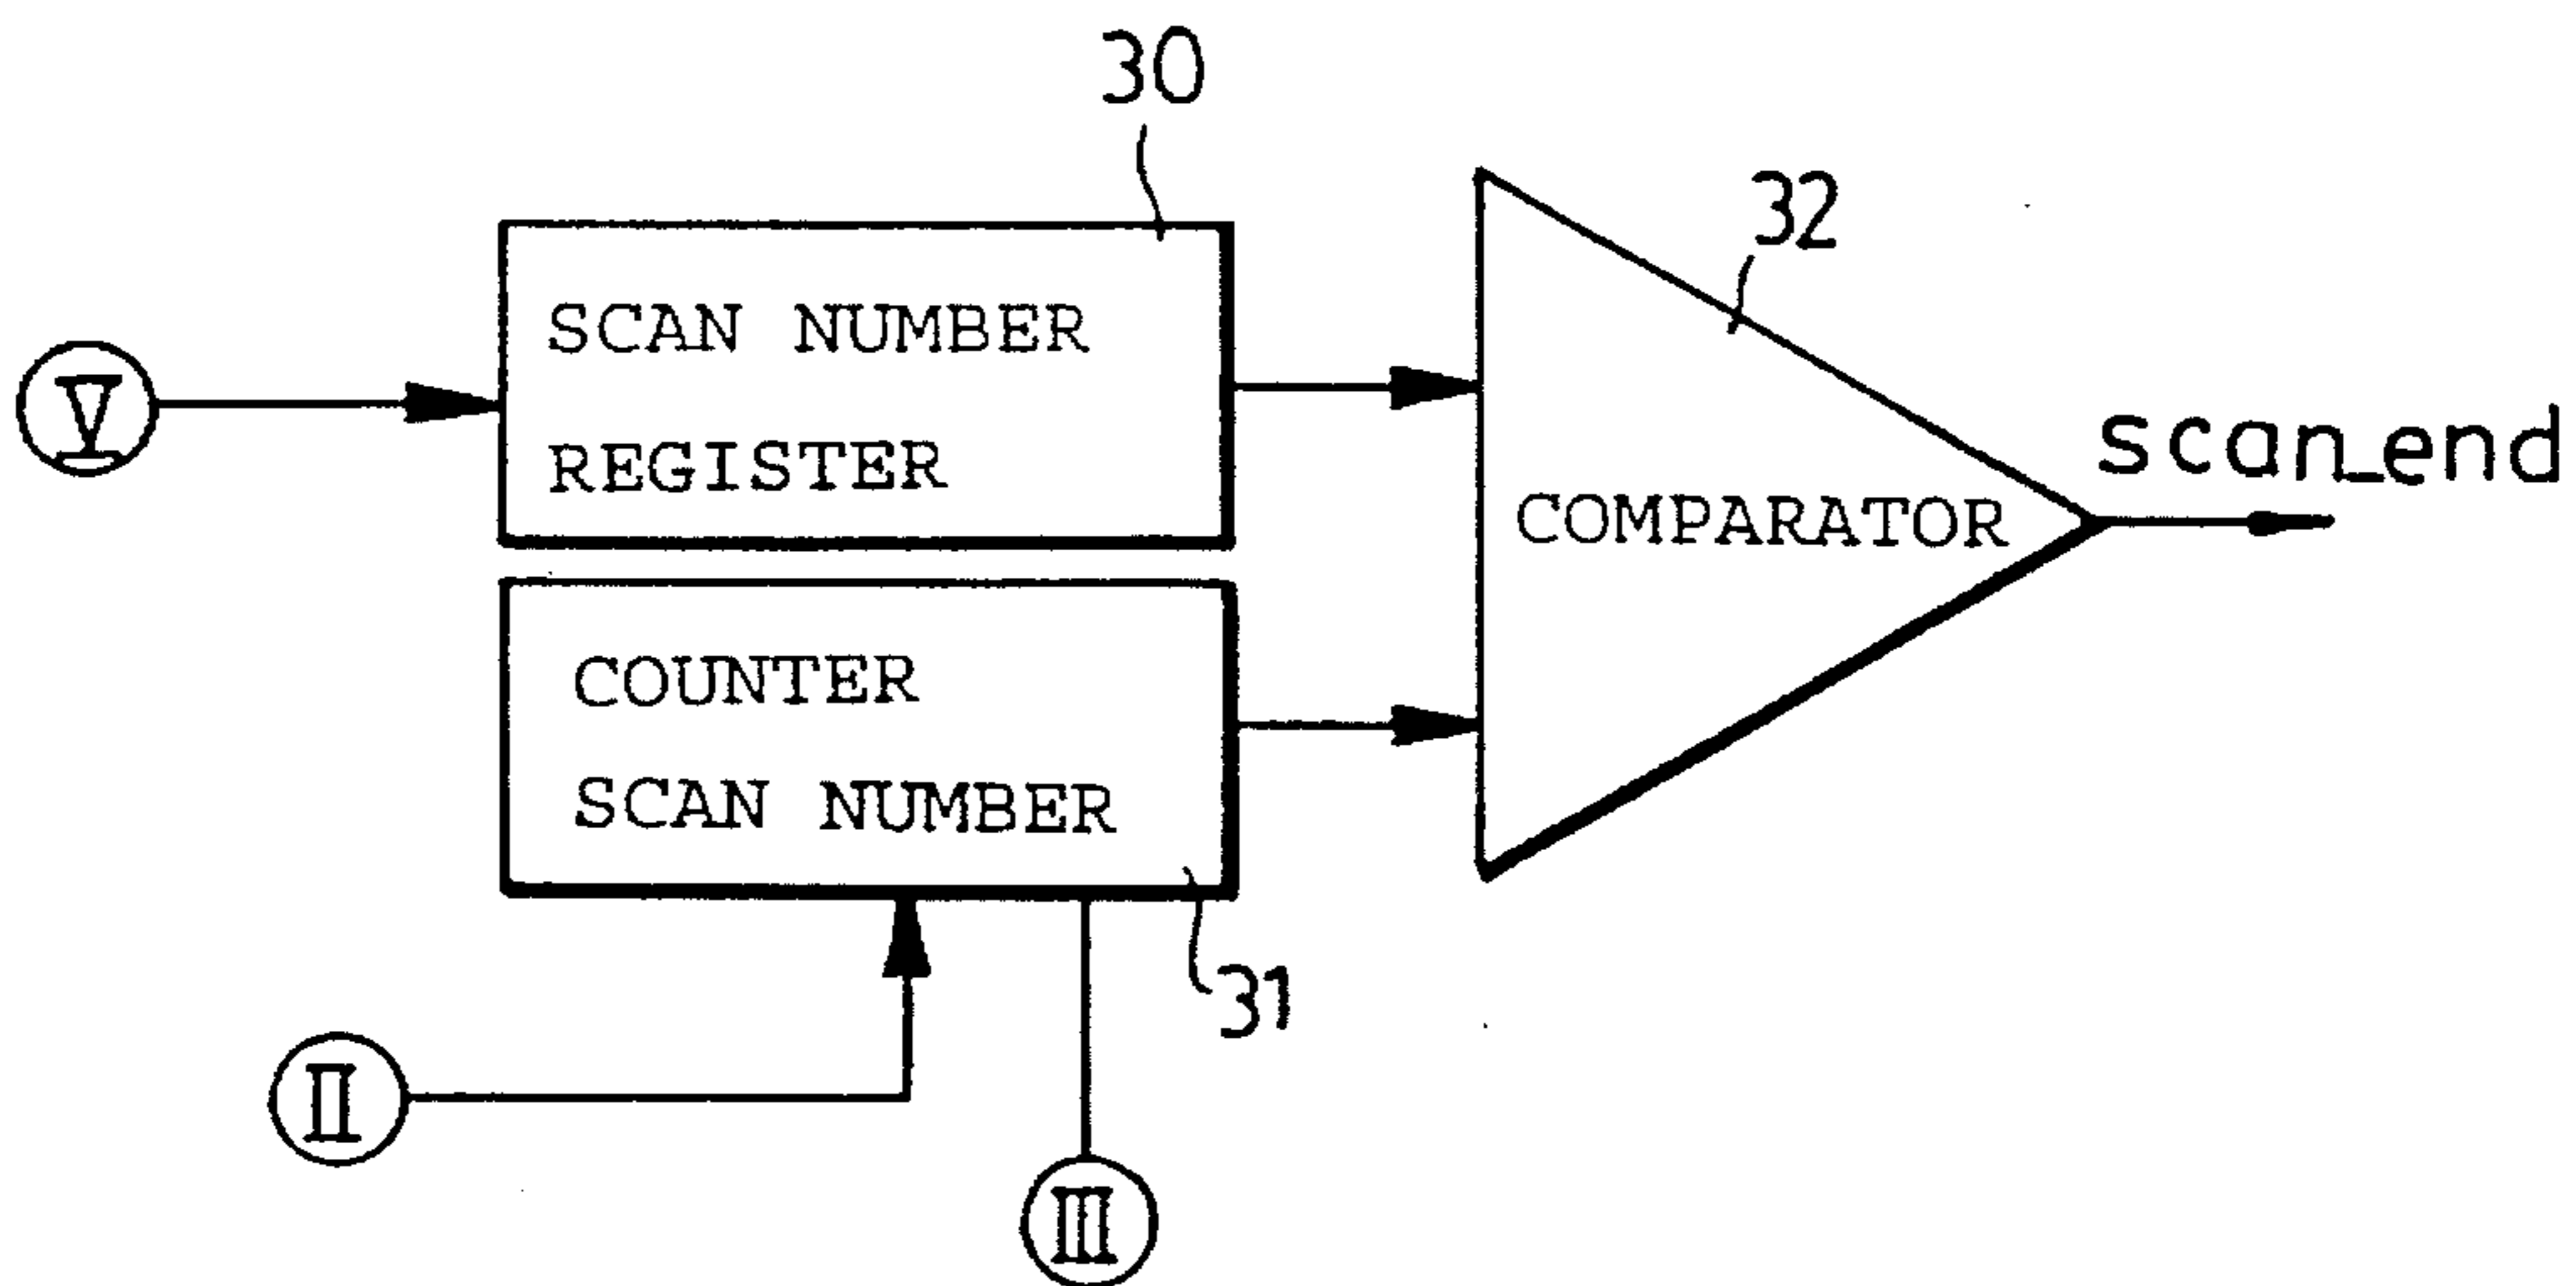 30
SCAN NUMBER
REGISTER
V
32
COMPARATOR
scan_end
COUNTER
SCAN NUMBER
31
II
III